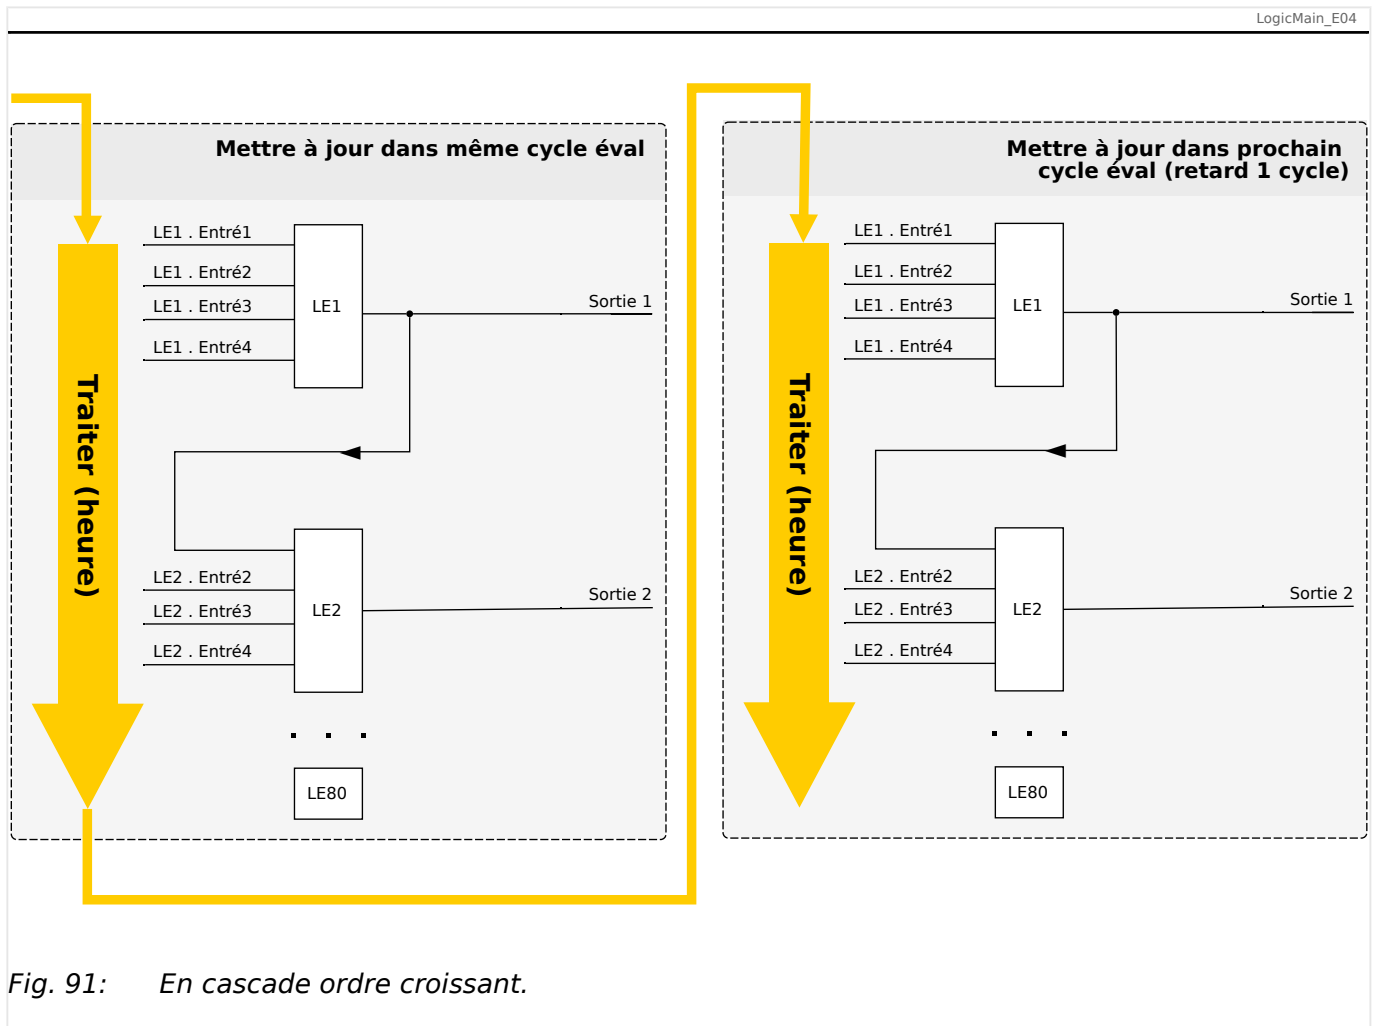 LogicMain_E04
Mettre à jour dans même cycle éval
LE1 . Entré1
LE1 . Entré2
LE1 . Entré3
LE1 . Entré4
LE1
Sortie 1
Traiter (heure)
LE2 . Entré2
LE2 . Entré3
LE2 . Entré4
LE2
Sortie 2
. . .
LE80
Mettre à jour dans prochain
cycle éval (retard 1 cycle)
LE1 . Entré1
LE1 . Entré2
LE1 . Entré3
LE1 . Entré4
LE1
Sortie 1
Traiter (heure)
LE2 . Entré2
LE2 . Entré3
LE2 . Entré4
LE2
Sortie 2
. . .
LE80
Fig. 91: En cascade ordre croissant.